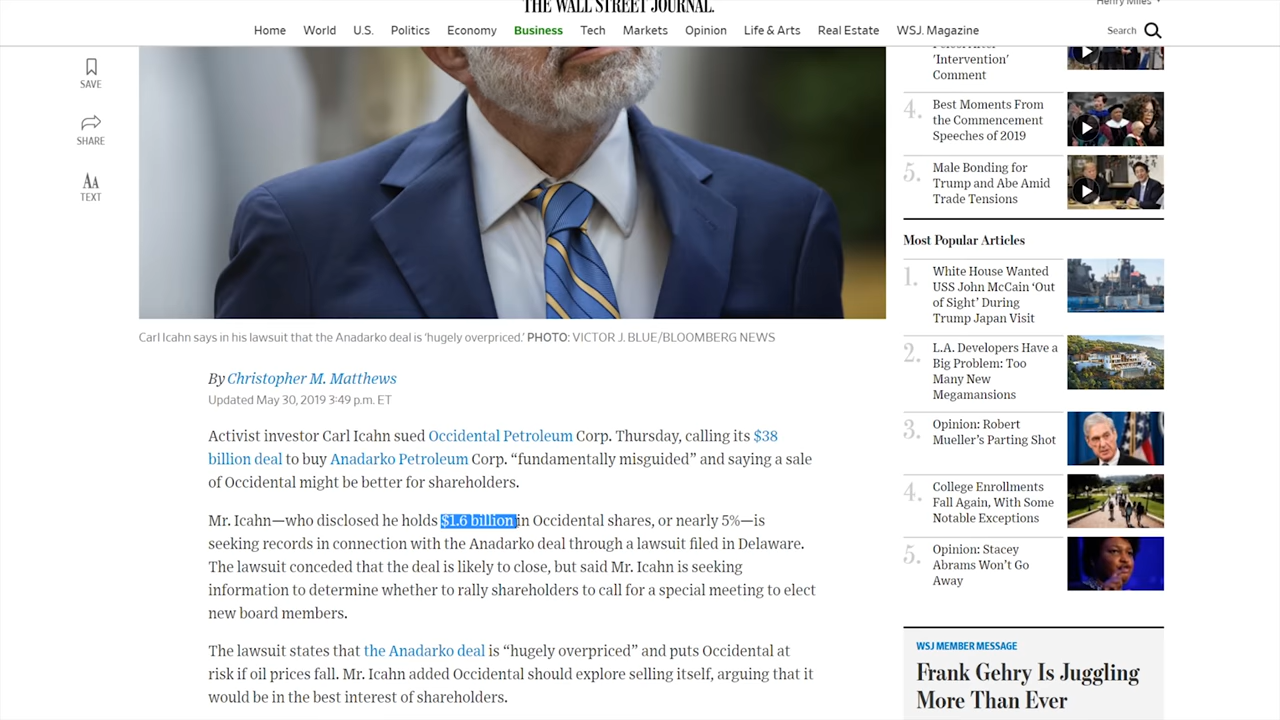 THE WALL STREET JOURNAL.
Henry Miles
Home World U.S. Politics Economy Business Tech Markets Opinion Life & Arts Real Estate WSJ. Magazine
Search
SAVE
SHARE
AA
TEXT
Carl Icahn says in his lawsuit that the Anadarko deal is ‘hugely overpriced.’ PHOTO: VICTOR J. BLUE/BLOOMBERG NEWS
By Christopher M. Matthews
Updated May 30, 2019 3:49 p.m. ET
Activist investor Carl Icahn sued Occidental Petroleum Corp. Thursday, calling its $38
billion deal to buy Anadarko Petroleum Corp. “fundamentally misguided” and saying a sale
of Occidental might be better for shareholders.
Mr. Icahn—who disclosed he holds $1.6 billion in Occidental shares, or nearly 5%—is
seeking records in connection with the Anadarko deal through a lawsuit filed in Delaware.
The lawsuit conceded that the deal is likely to close, but said Mr. Icahn is seeking
information to determine whether to rally shareholders to call for a special meeting to elect
new board members.
The lawsuit states that the Anadarko deal is “hugely overpriced” and puts Occidental at
risk if oil prices fall. Mr. Icahn added Occidental should explore selling itself, arguing that it
would be in the best interest of shareholders.
'Intervention'
Comment
4.
Best Moments From
the Commencement
Speeches of 2019
5.
Male Bonding for
Trump and Abe Amid
Trade Tensions
Most Popular Articles
1.
White House Wanted
USS John McCain ‘Out
of Sight’ During
Trump Japan Visit
2.
L.A. Developers Have a
Big Problem: Too
Many New
Megamansions
3.
Opinion: Robert
Mueller’s Parting Shot
4.
College Enrollments
Fall Again, With Some
Notable Exceptions
5.
Opinion: Stacey
Abrams Won’t Go
Away
WSJ MEMBER MESSAGE
Frank Gehry Is Juggling
More Than Ever